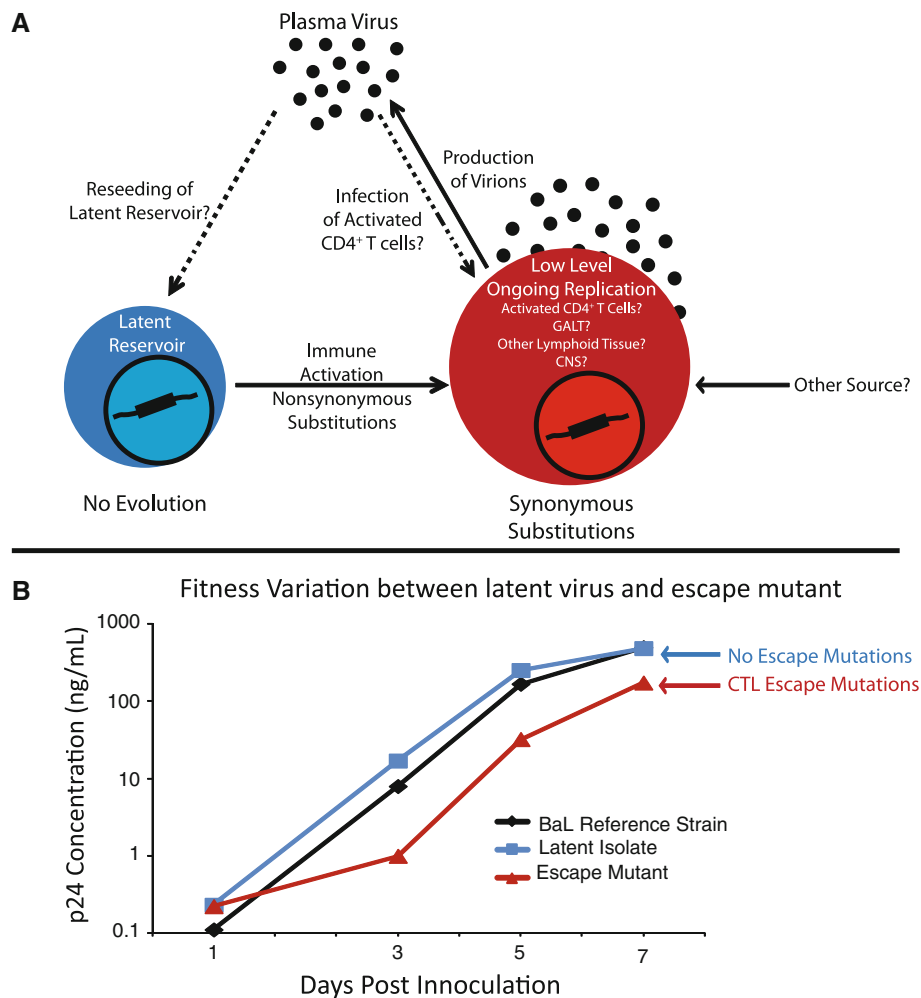 A
Plasma Virus
Reseeding of
Latent Reservoir?
Infection
of Activated
CD4+ T cells?
Production
of Virions
Latent
Reservoir
Immune
Activation
Nonsynonymous
Substitutions
Low Level
Ongoing Replication
Activated CD4+ T Cells?
GALT?
Other Lymphoid Tissue?
CNS?
Other Source?
No Evolution
Synonymous
Substitutions
B
Fitness Variation between latent virus and escape mutant
p24 Concentration (ng/mL)
1000
100
10
1
0.1
No Escape Mutations
CTL Escape Mutations
BaL Reference Strain
Latent Isolate
Escape Mutant
1
3
5
7
Days Post Innoculation